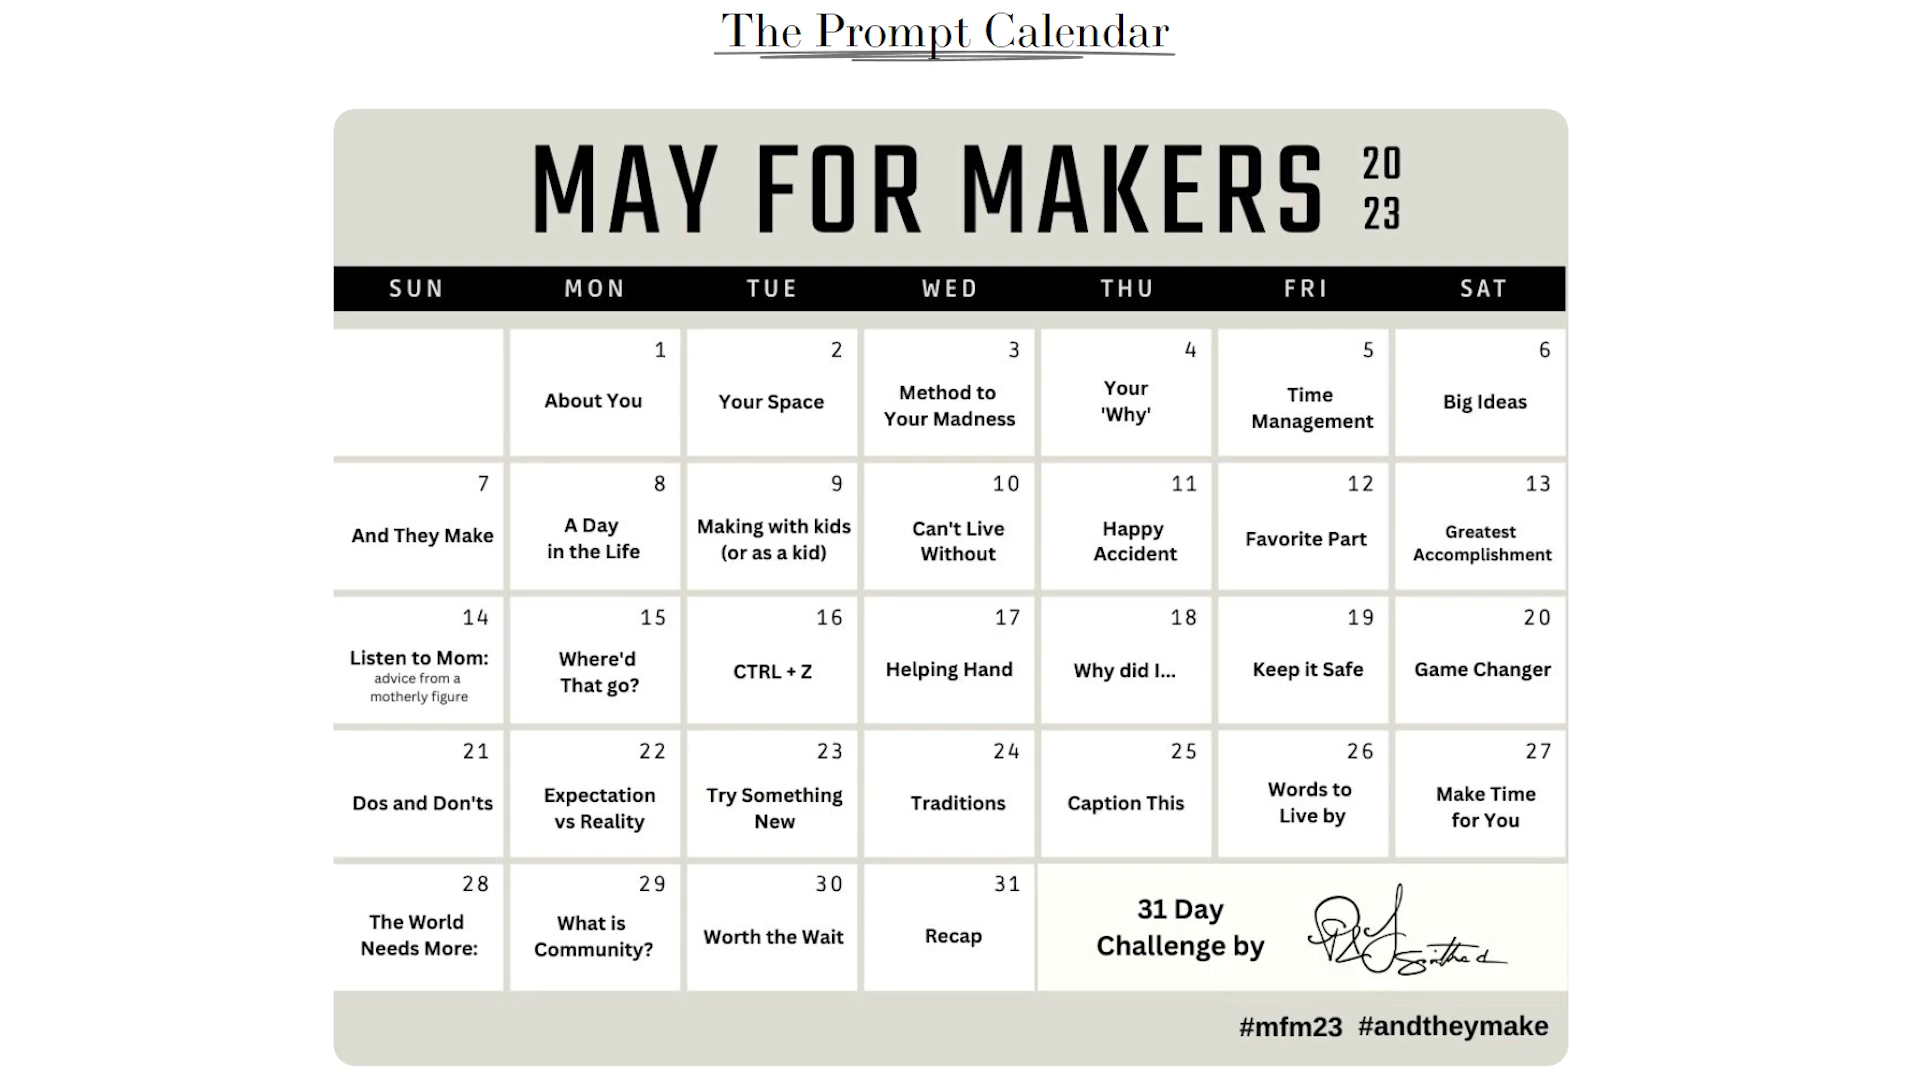 The Prompt Calendar
MAY FOR MAKERS 20
23
SUN MON TUE WED THU FRI SAT
1
About You
2
Your Space
3
Method to
Your Madness
4
Your
'Why'
5
Time
Management
6
Big Ideas
7
And They Make
8
A Day
in the Life
9
Making with kids
(or as a kid)
10
Can't Live
Without
11
Happy
Accident
12
Favorite Part
13
Greatest
Accomplishment
14
Listen to Mom:
advice from a
motherly figure
15
Where'd
That go?
16
CTRL + Z
17
Helping Hand
18
Why did I...
19
Keep it Safe
20
Game Changer
21
Dos and Don'ts
22
Expectation
vs Reality
23
Try Something
New
24
Traditions
25
Caption This
26
Words to
Live by
27
Make Time
for You
28
The World
Needs More:
29
What is
Community?
30
Worth the Wait
31
Recap
31 Day
Challenge by
#mfm23 #andtheymake